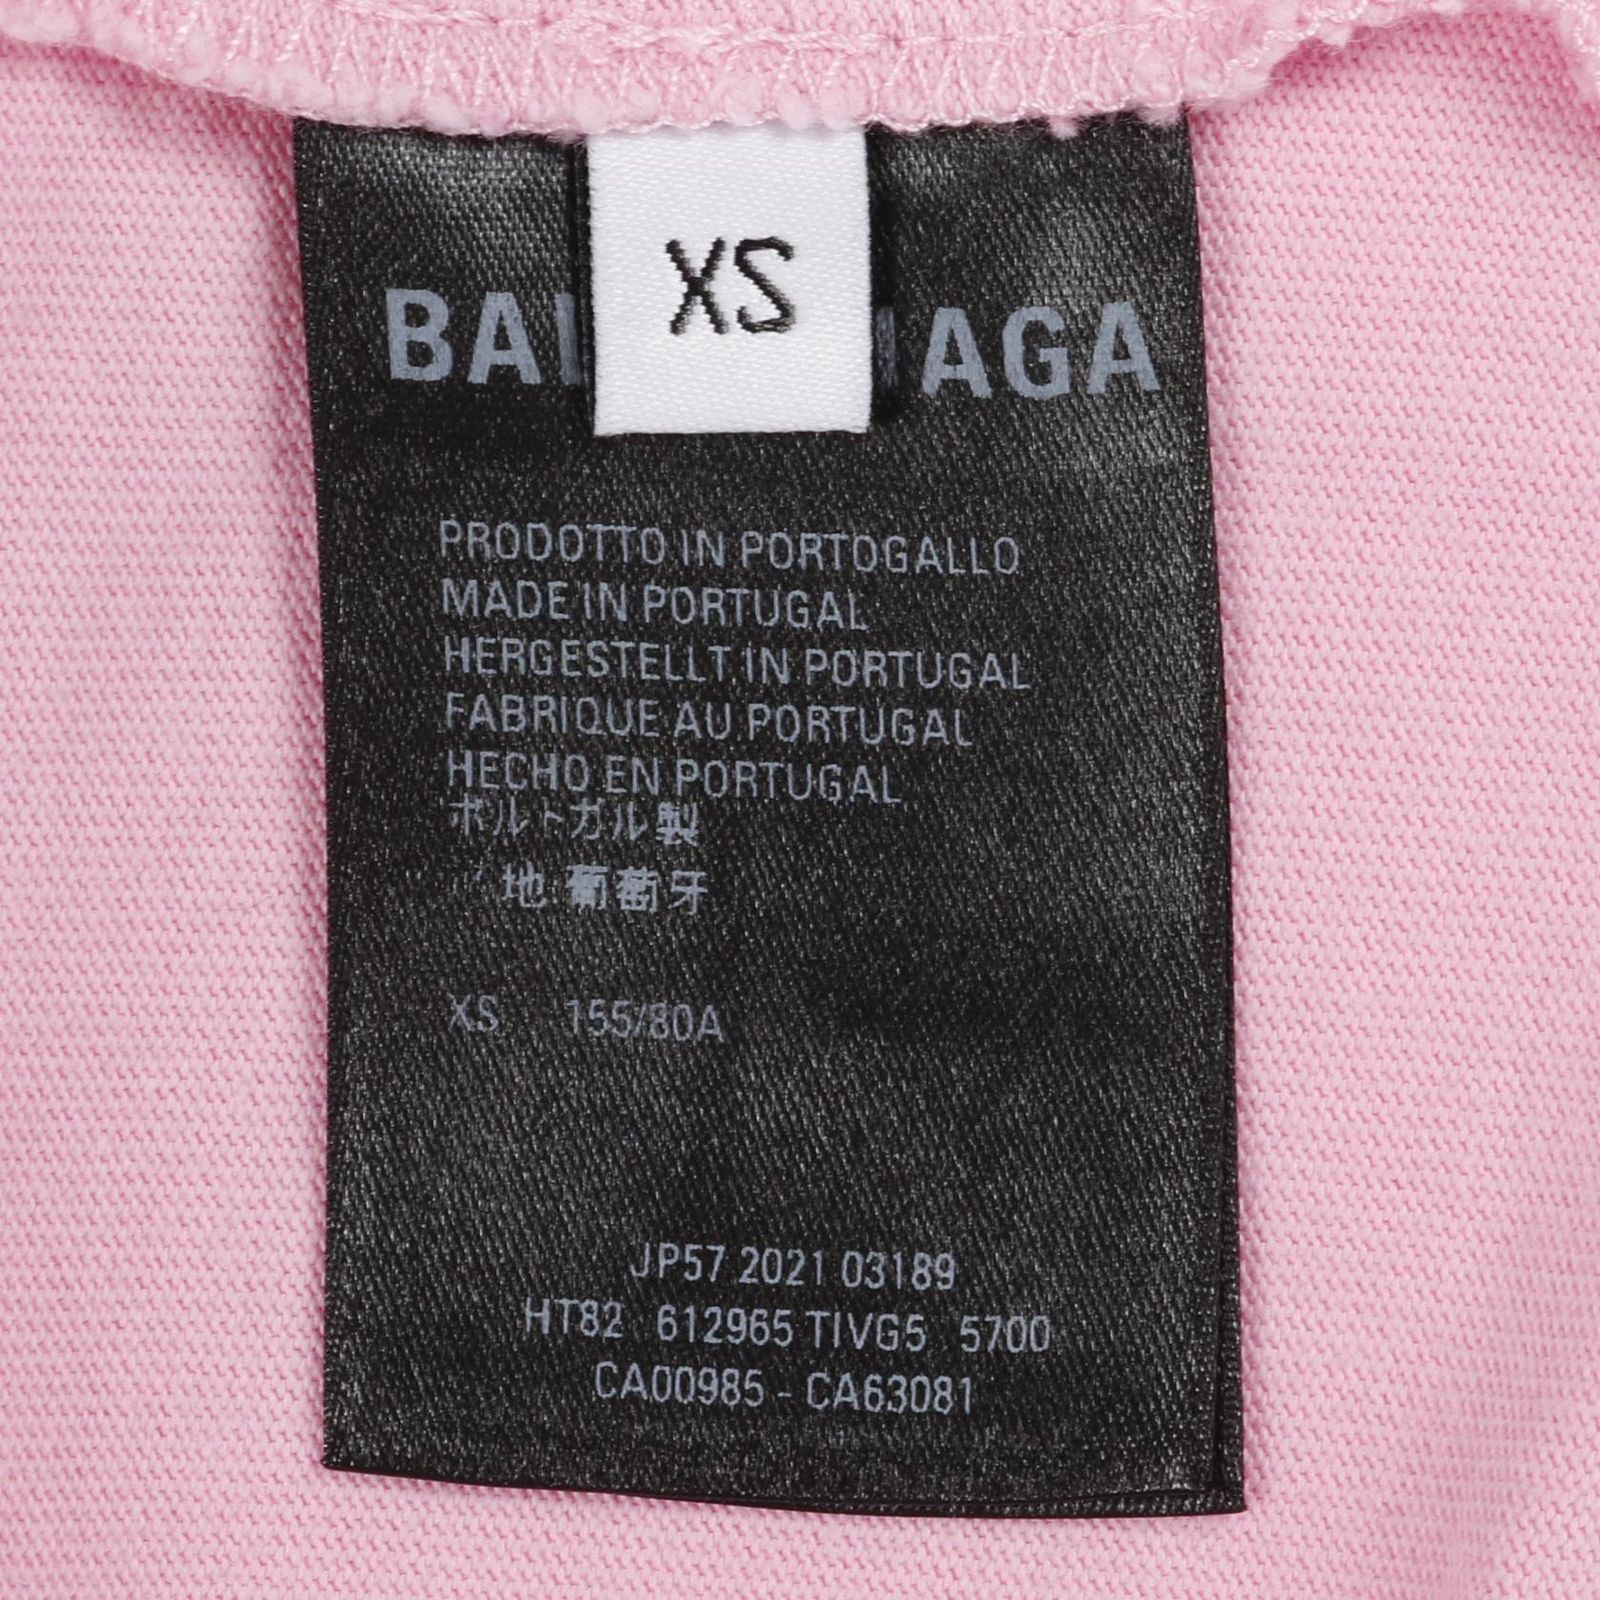 XS
BAL AGA
PRODOTTO IN PORTOGALLO
MADE IN PORTUGAL
HERGESTELLT IN PORTUGAL
FABRIQUE AU PORTUGAL
HECHO EN PORTUGAL
ポルトガル製
地 葡萄牙
XS 155/80A
JP57 2021 03189
HT82 612965 TIVG5 5700
CA00985 - CA63081